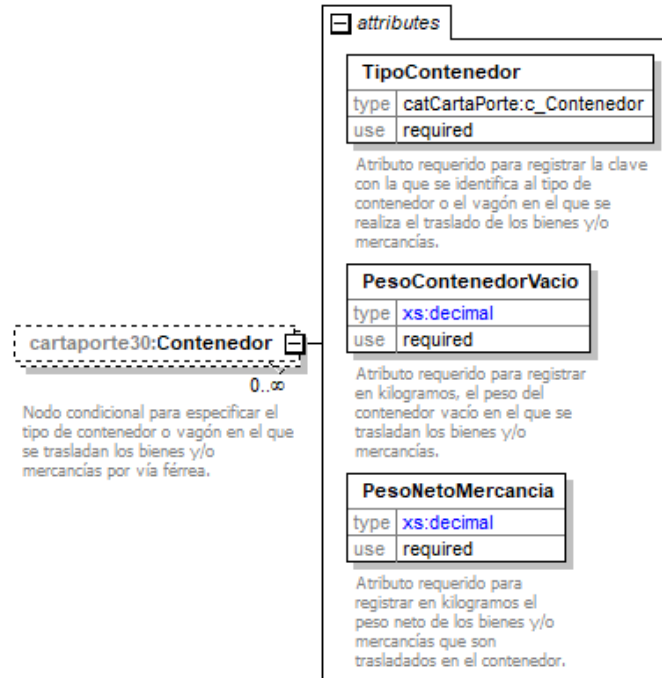 attributes
TipoContenedor
type catCartaPorte:c_Contenedor
use required
Atributo requerido para registrar la clave
con la que se identifica al tipo de
contenedor o el vagón en el que se
realiza el traslado de los bienes y/o
mercancías.
PesoContenedorVacio
type xs:decimal
use required
Atributo requerido para registrar
en kilogramos, el peso del
contenedor vacío en el que se
trasladan los bienes y/o
mercancías.
cartaporte30:Contenedor
0..∞
Nodo condicional para especificar el
tipo de contenedor o vagón en el que
se trasladan los bienes y/o
mercancías por vía férrea.
PesoNetoMercancia
type xs:decimal
use required
Atributo requerido para
registrar en kilogramos el
peso neto de los bienes y/o
mercancías que son
trasladados en el contenedor.